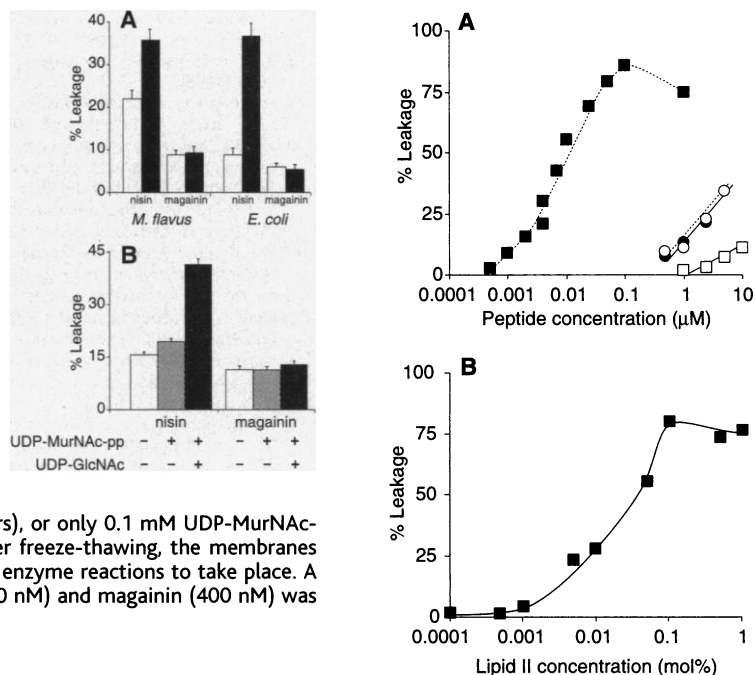 A
% Leakage
40
30
20
10
0
nisin magainin nisin magainin
M. flavus E. coli
B
% Leakage
45
30
15
0
nisin magainin
UDP-MurNAc-pp - + + - + +
UDP-GlcNAc - - + - - +
rs), or only 0.1 mM UDP-MurNAc-
er freeze-thawing, the membranes
enzyme reactions to take place. A
0 nM) and magainin (400 nM) was
A
% Leakage
100
75
50
25
0
0.0001 0.001 0.01 0.1 1 10
Peptide concentration (µM)
B
% Leakage
100
75
50
25
0
0.0001 0.001 0.01 0.1 1
Lipid II concentration (mol%)